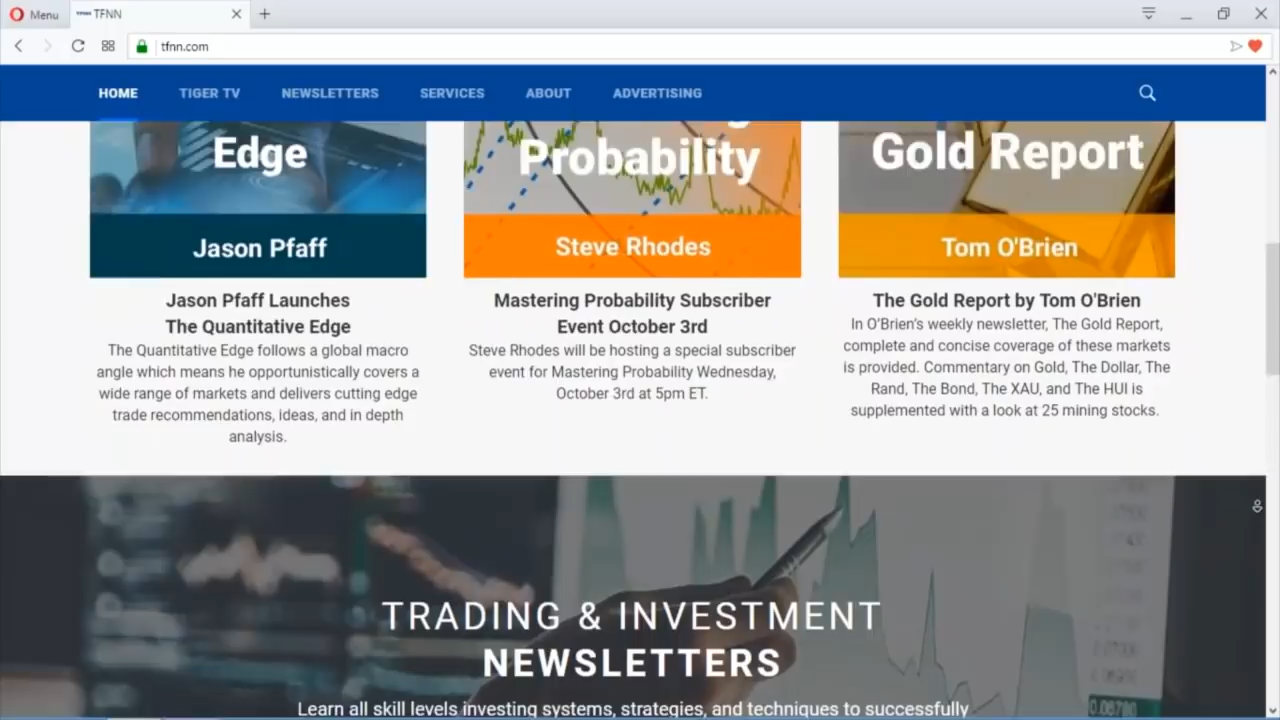 Menu
TFNN
tfnn.com
HOME
TIGER TV
NEWSLETTERS
SERVICES
ABOUT
ADVERTISING
Edge
Jason Pfaff
Jason Pfaff Launches
The Quantitative Edge
The Quantitative Edge follows a global macro
angle which means he opportunistically covers a
wide range of markets and delivers cutting edge
trade recommendations, ideas, and in depth
analysis.
Probability
Steve Rhodes
Mastering Probability Subscriber
Event October 3rd
Steve Rhodes will be hosting a special subscriber
event for Mastering Probability Wednesday,
October 3rd at 5pm ET.
Gold Report
Tom O'Brien
The Gold Report by Tom O'Brien
In O'Brien's weekly newsletter, The Gold Report,
complete and concise coverage of these markets
is provided. Commentary on Gold, The Dollar, The
Rand, The Bond, The XAU, and The HUI is
supplemented with a look at 25 mining stocks.
TRADING & INVESTMENT
NEWSLETTERS
Learn all skill levels investing systems, strategies, and techniques to successfully